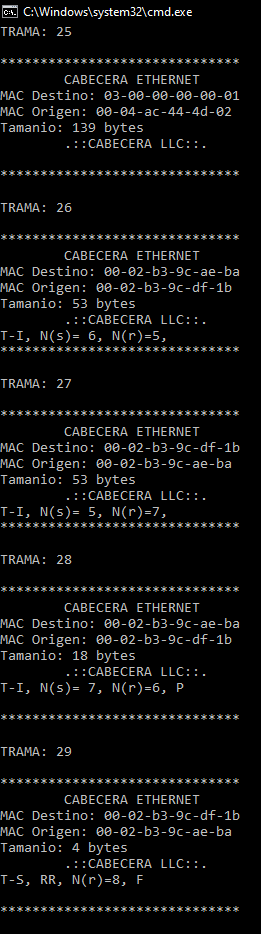 C:\Windows\system32\cmd.exe
TRAMA: 25
******************************
CABECERA ETHERNET
MAC Destino: 03-00-00-00-00-01
MAC Origen: 00-04-ac-44-4d-02
Tamanio: 139 bytes
.::CABECERA LLC::.
******************************
TRAMA: 26
******************************
CABECERA ETHERNET
MAC Destino: 00-02-b3-9c-ae-ba
MAC Origen: 00-02-b3-9c-df-1b
Tamanio: 53 bytes
.::CABECERA LLC::.
T-I, N(s)= 6, N(r)=5,
******************************
TRAMA: 27
******************************
CABECERA ETHERNET
MAC Destino: 00-02-b3-9c-df-1b
MAC Origen: 00-02-b3-9c-ae-ba
Tamanio: 53 bytes
.::CABECERA LLC::.
T-I, N(s)= 5, N(r)=7,
******************************
TRAMA: 28
******************************
CABECERA ETHERNET
MAC Destino: 00-02-b3-9c-ae-ba
MAC Origen: 00-02-b3-9c-df-1b
Tamanio: 18 bytes
.::CABECERA LLC::.
T-I, N(s)= 7, N(r)=6, P
******************************
TRAMA: 29
******************************
CABECERA ETHERNET
MAC Destino: 00-02-b3-9c-df-1b
MAC Origen: 00-02-b3-9c-ae-ba
Tamanio: 4 bytes
.::CABECERA LLC::.
T-S, RR, N(r)=8, F
******************************